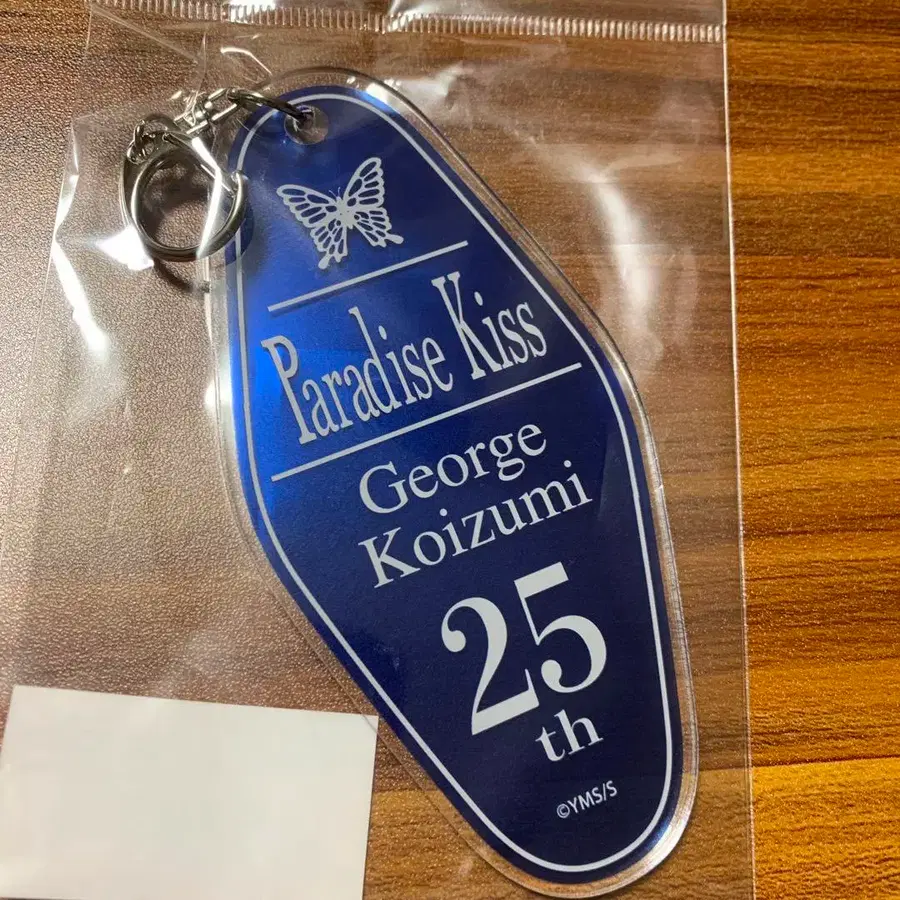 Paradise Kiss
George
Koizumi
25
th
©YMS/S